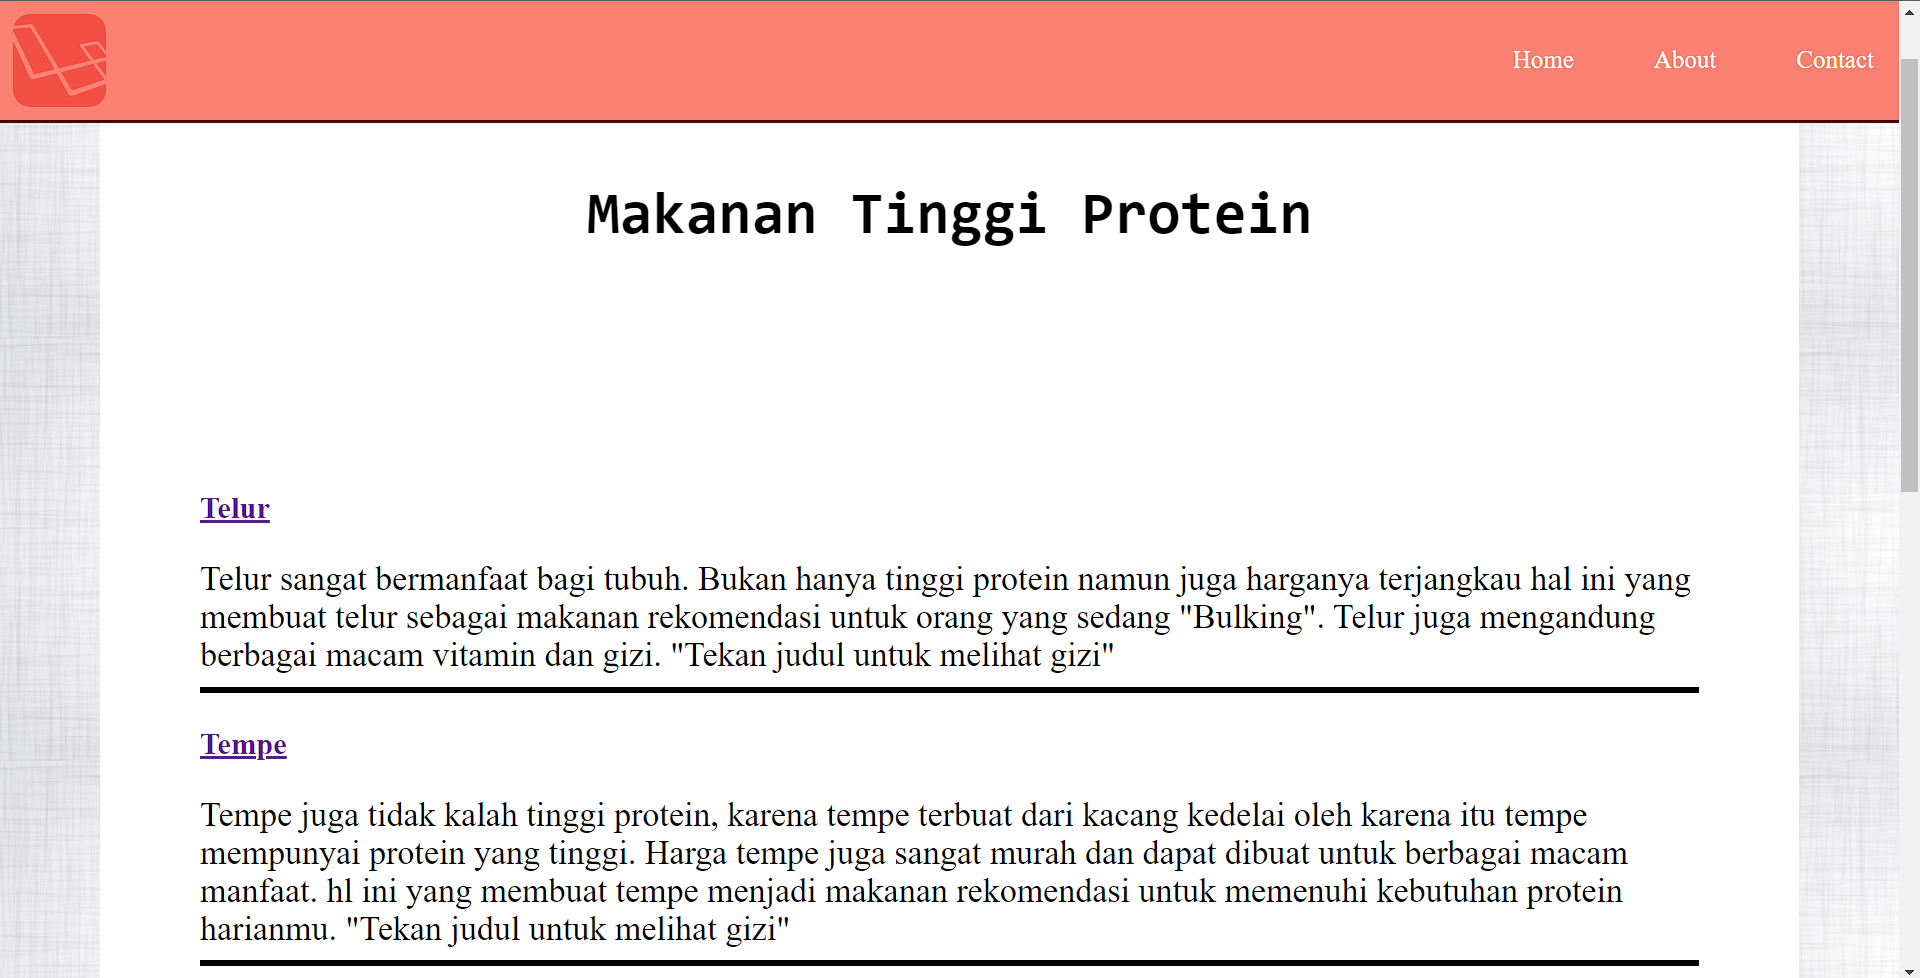 Home About Contact
Makanan Tinggi Protein
Telur
Telur sangat bermanfaat bagi tubuh. Bukan hanya tinggi protein namun juga harganya terjangkau hal ini yang
membuat telur sebagai makanan rekomendasi untuk orang yang sedang "Bulking". Telur juga mengandung
berbagai macam vitamin dan gizi. "Tekan judul untuk melihat gizi"
Tempe
Tempe juga tidak kalah tinggi protein, karena tempe terbuat dari kacang kedelai oleh karena itu tempe
mempunyai protein yang tinggi. Harga tempe juga sangat murah dan dapat dibuat untuk berbagai macam
manfaat. hl ini yang membuat tempe menjadi makanan rekomendasi untuk memenuhi kebutuhan protein
harianmu. "Tekan judul untuk melihat gizi"